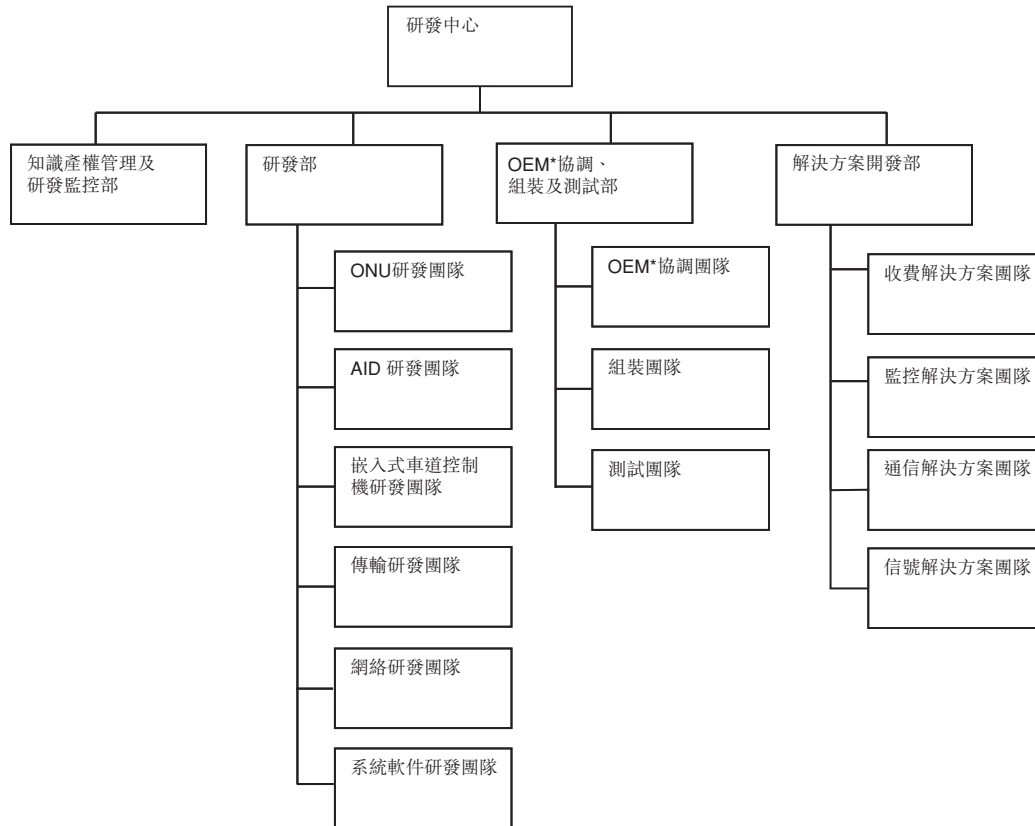 研發中心
知識產權管理及
研發監控部
研發部
OEM*協調、
組裝及測試部
解決方案開發部
ONU研發團隊
AID 研發團隊
嵌入式車道控制
機研發團隊
傳輸研發團隊
網絡研發團隊
系統軟件研發團隊
OEM*協調團隊
組裝團隊
測試團隊
收費解決方案團隊
監控解決方案團隊
通信解決方案團隊
信號解決方案團隊